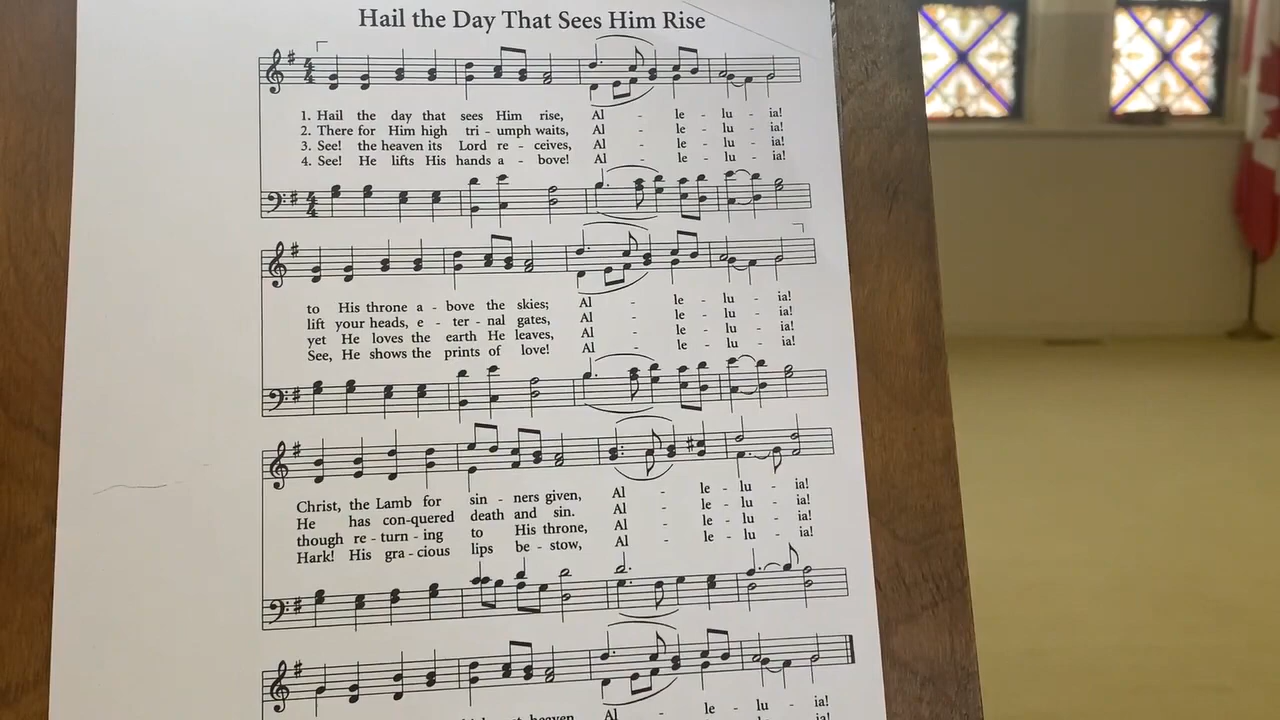 Hail the Day That Sees Him Rise
1. Hail the day that sees Him rise, Al - le - lu - ia!
2. There for Him high tri - umph waits, Al - le - lu - ia!
3. See! the heaven its Lord re - ceives, Al - le - lu - ia!
4. See! He lifts His hands a - bove! Al - le - lu - ia!
to His throne a - bove the skies; Al - le - lu - ia!
lift your heads, e - ter - nal gates, Al - le - lu - ia!
yet He loves the earth He leaves, Al - le - lu - ia!
See, He shows the prints of love! Al - le - lu - ia!
Christ, the Lamb for sin - ners given, Al - le - lu - ia!
He has con-quered death and sin. Al - le - lu - ia!
though re - turn - ing to His throne, Al - le - lu - ia!
Hark! His gra - cious lips be - stow, Al - le - lu - ia!
heaven Al - le - lu - ia!
ia!